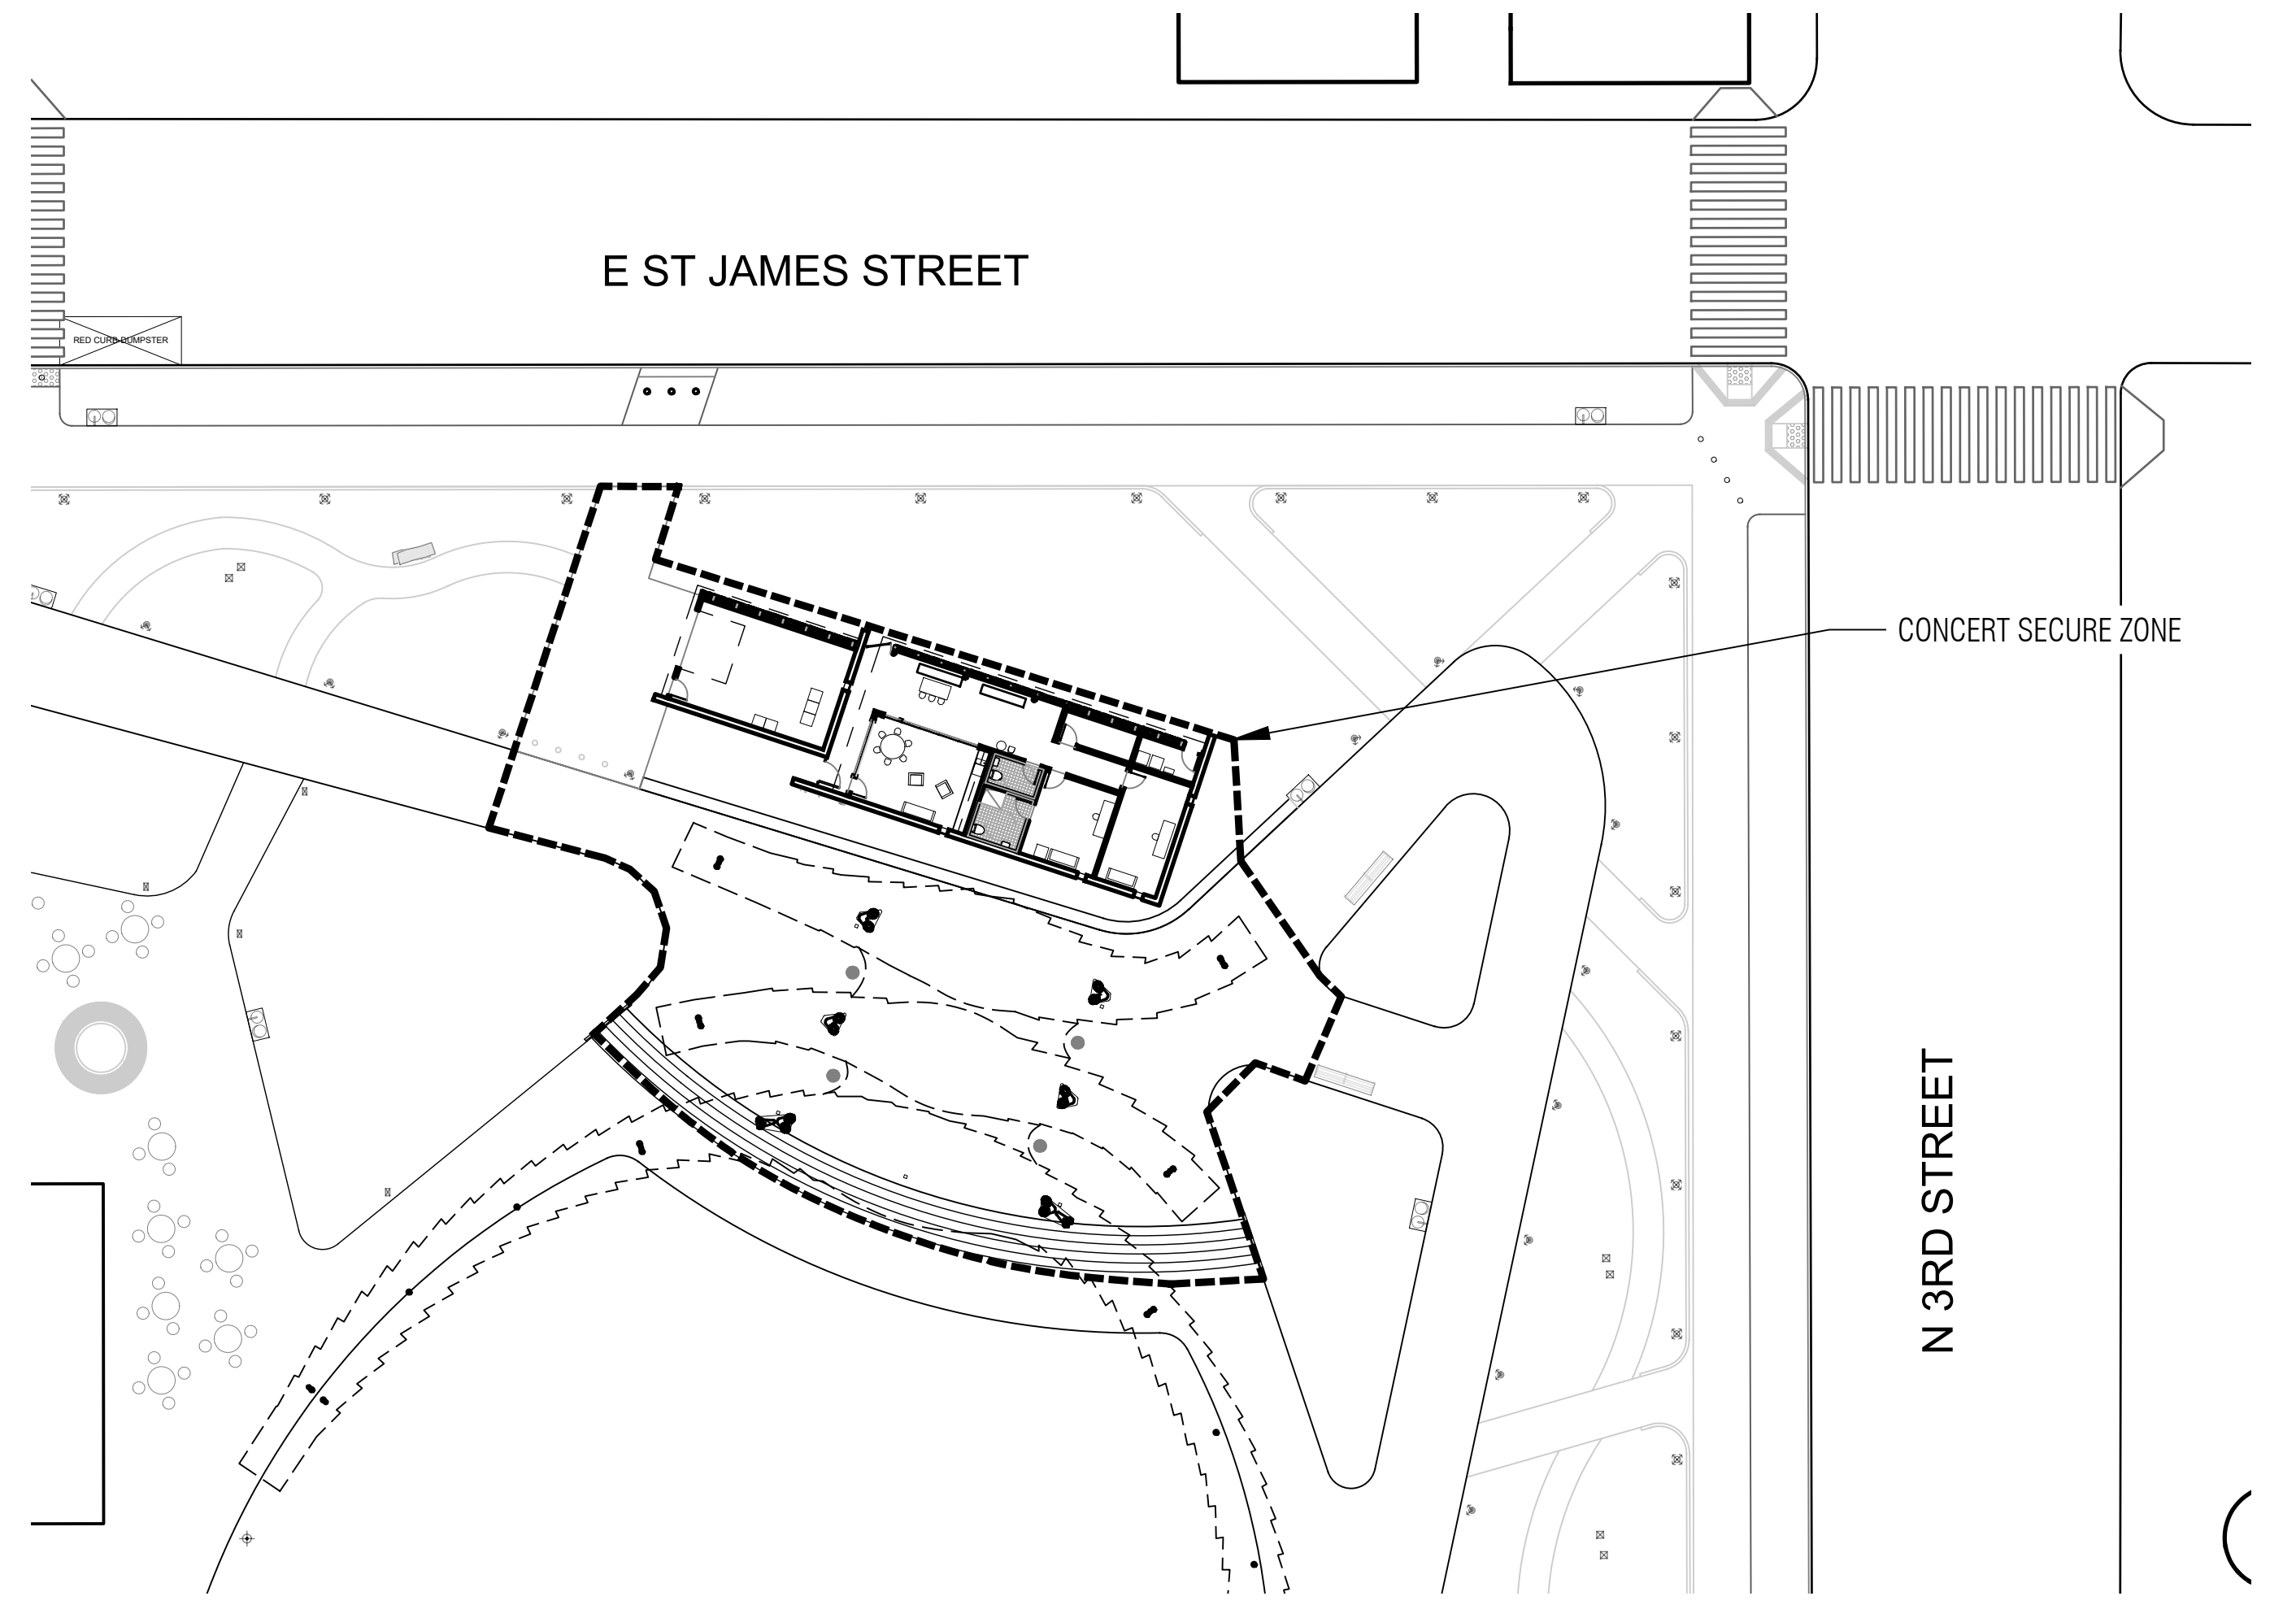 E ST JAMES STREET
RED CURB DUMPSTER
CONCERT SECURE ZONE
N 3RD STREET